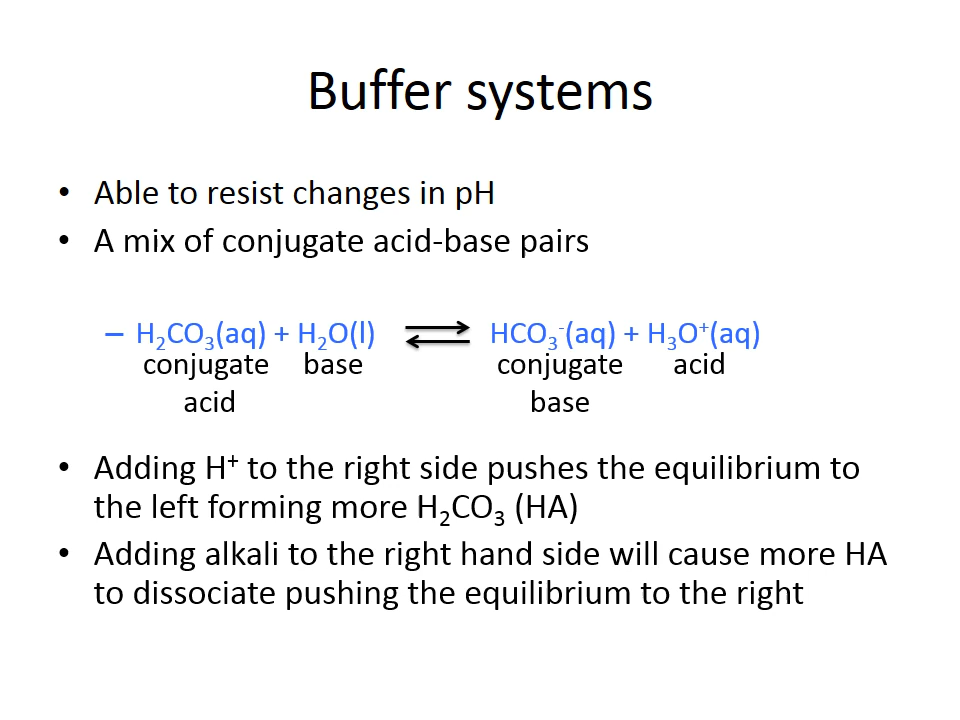 Buffer systems
• Able to resist changes in pH
• A mix of conjugate acid-base pairs
– H₂CO₃(aq) + H₂O(l) ⇌ HCO₃⁻(aq) + H₃O⁺(aq)
conjugate base conjugate acid
acid base
• Adding H⁺ to the right side pushes the equilibrium to
the left forming more H₂CO₃ (HA)
• Adding alkali to the right hand side will cause more HA
to dissociate pushing the equilibrium to the right